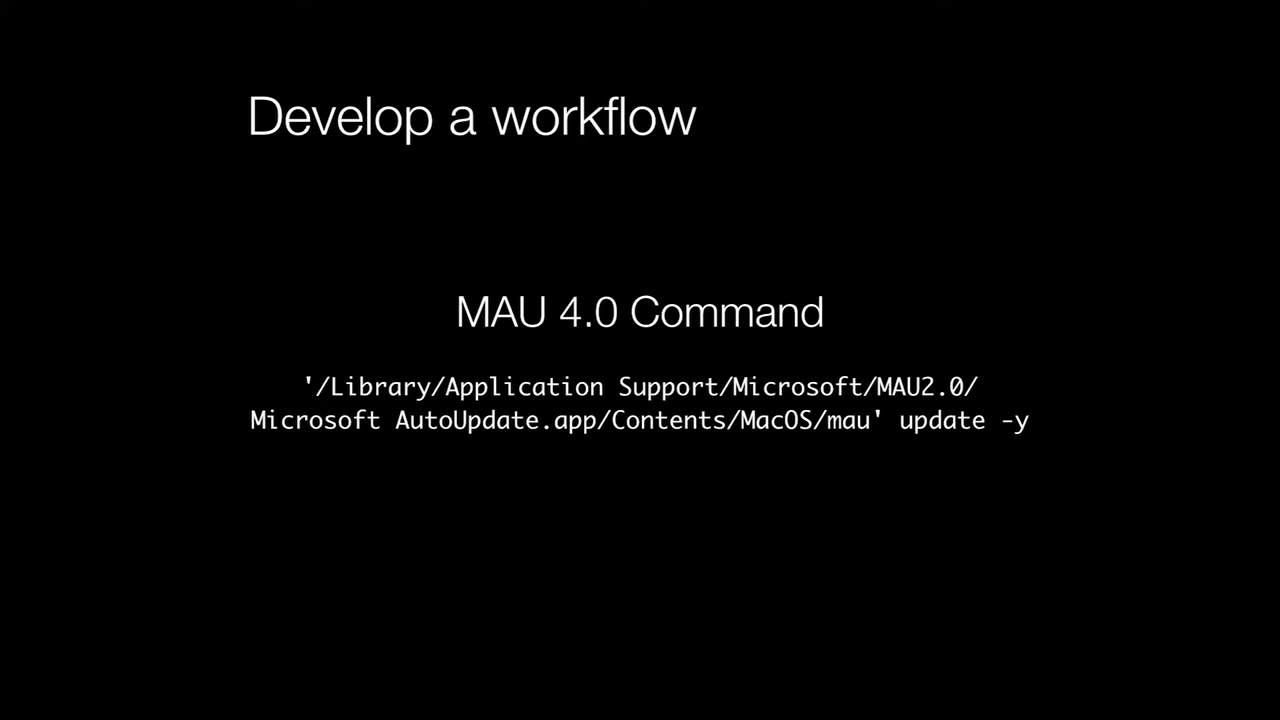 Develop a workflow
MAU 4.0 Command
'/Library/Application Support/Microsoft/MAU2.0/
Microsoft AutoUpdate.app/Contents/MacOS/mau' update -y